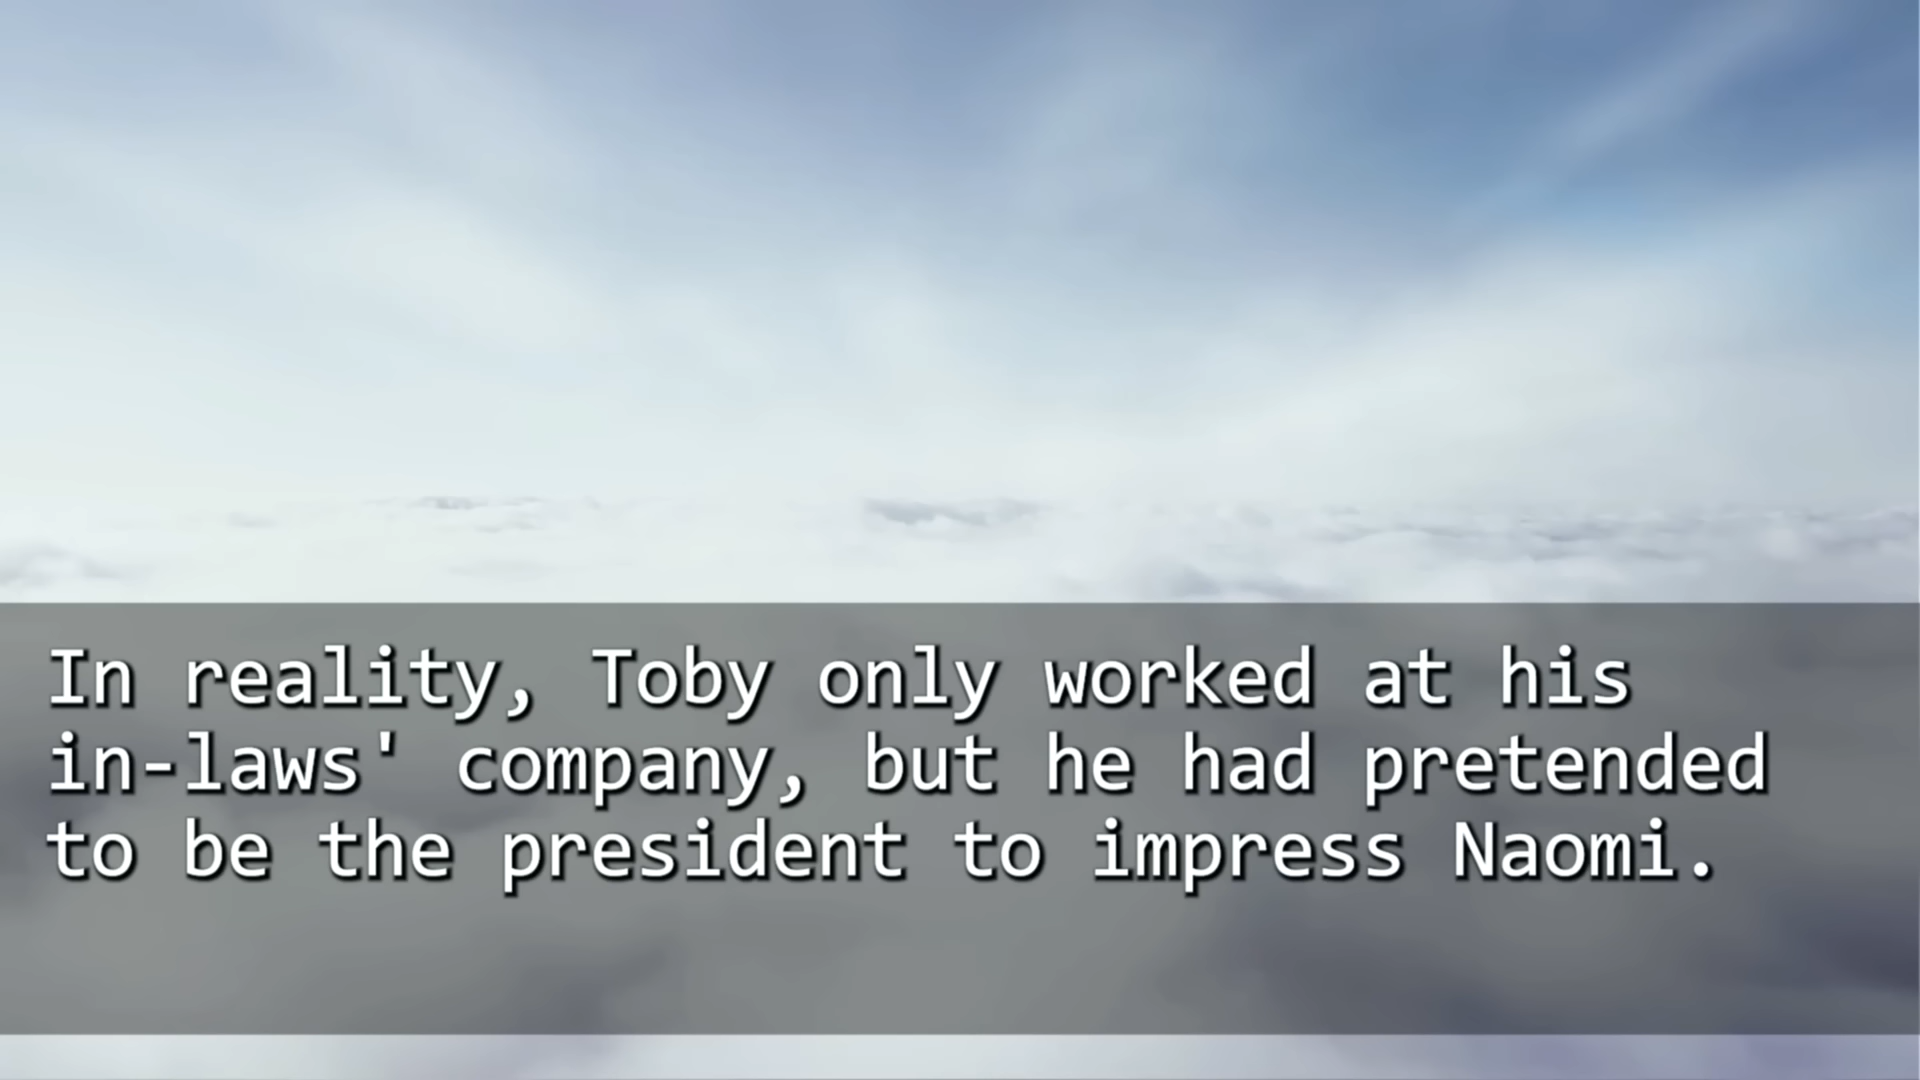 In reality, Toby only worked at his
in-laws' company, but he had pretended
to be the president to impress Naomi.